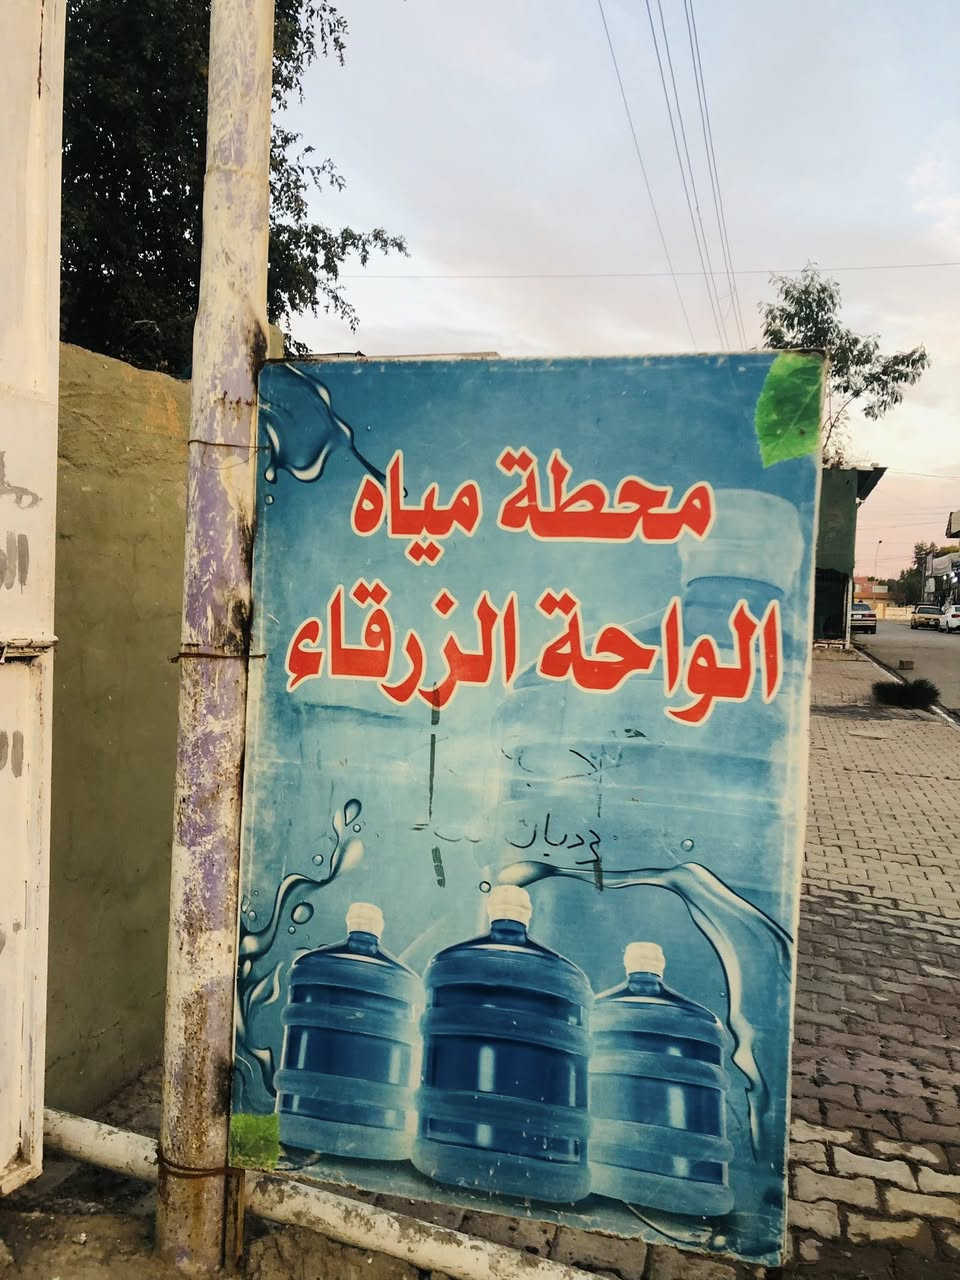 محطة مياه
الواحة الزرقاء